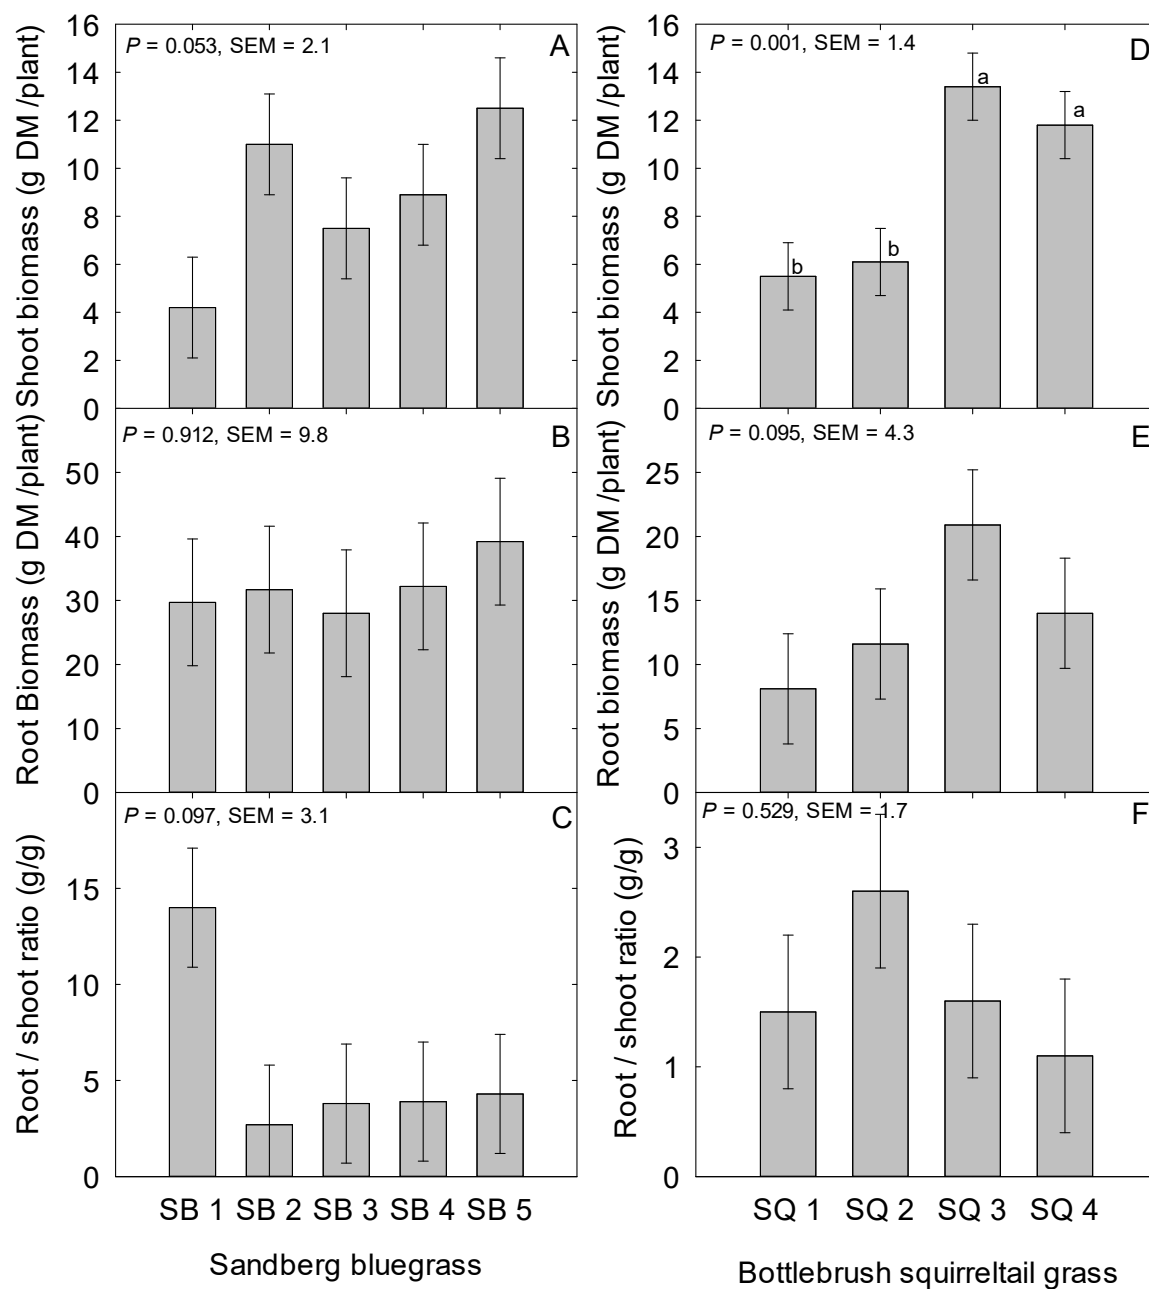 Shoot biomass (g DM /plant)
16
14
12
10
8
6
4
2
0
P = 0.053, SEM = 2.1
A
Root Biomass (g DM /plant)
50
40
30
20
10
0
P = 0.912, SEM = 9.8
B
Root / shoot ratio (g/g)
15
10
5
0
P = 0.097, SEM = 3.1
C
SB 1 SB 2 SB 3 SB 4 SB 5
Sandberg bluegrass
Shoot biomass (g DM /plant)
16
14
12
10
8
6
4
2
0
P = 0.001, SEM = 1.4
D
b b a a
Root biomass (g DM /plant)
25
20
15
10
5
0
P = 0.095, SEM = 4.3
E
Root / shoot ratio (g/g)
3
2
1
0
P = 0.529, SEM = 1.7
F
SQ 1 SQ 2 SQ 3 SQ 4
Bottlebrush squirreltail grass